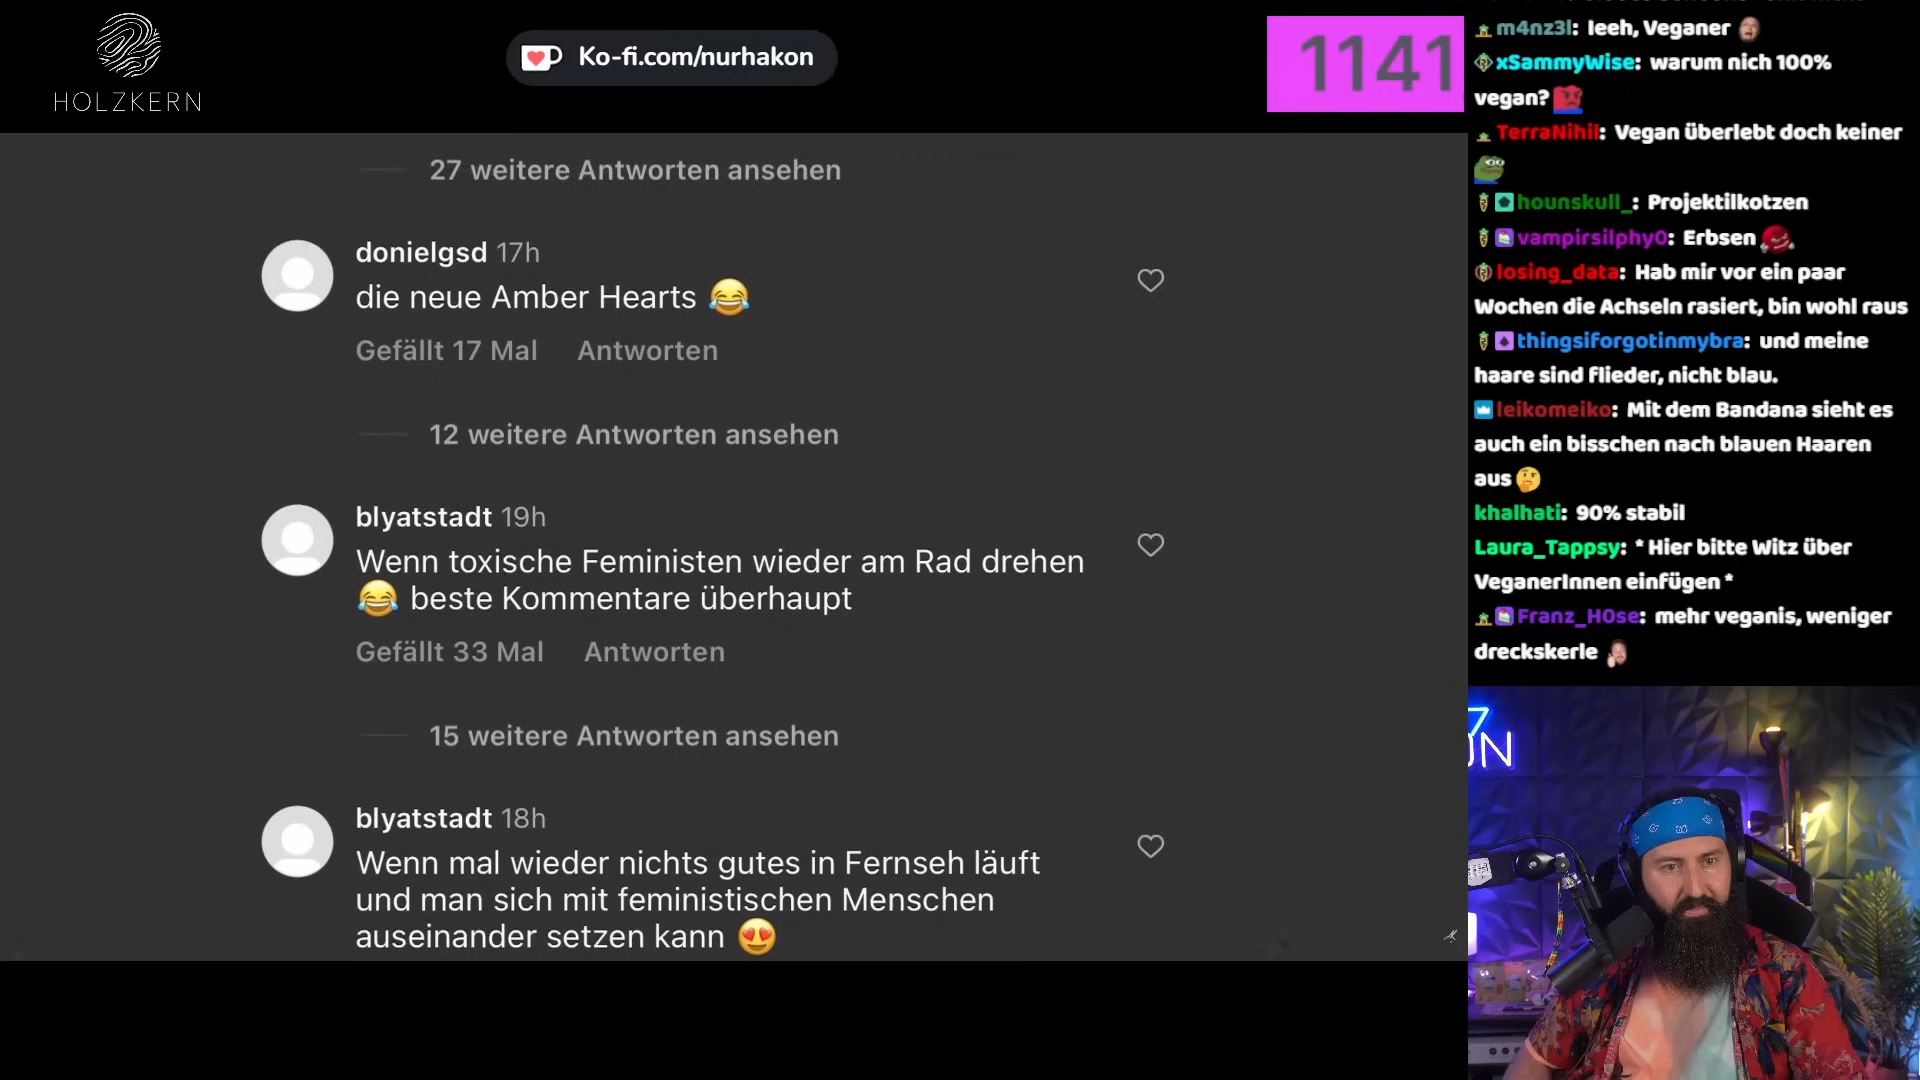 HOLZKERN
Ko-fi.com/nurhakon
1141
27 weitere Antworten ansehen
donielgsd 17h
die neue Amber Hearts 😂
Gefällt 17 Mal Antworten
12 weitere Antworten ansehen
blyatstadt 19h
Wenn toxische Feministen wieder am Rad drehen
😂 beste Kommentare überhaupt
Gefällt 33 Mal Antworten
15 weitere Antworten ansehen
blyatstadt 18h
Wenn mal wieder nichts gutes in Fernseh läuft
und man sich mit feministischen Menschen
auseinander setzen kann 😍
m4nz3l: Ieeh, Veganer
xSammyWise: warum nich 100%
vegan?
TerraNihil: Vegan überlebt doch keiner
hounskull_: Projektilkotzen
vampirsilphy0: Erbsen
losing_data: Hab mir vor ein paar
Wochen die Achseln rasiert, bin wohl raus
thingsiforgotinmybra: und meine
haare sind flieder, nicht blau.
leikomeiko: Mit dem Bandana sieht es
auch ein bisschen nach blauen Haaren
aus 🤔
khalhati: 90% stabil
Laura_Tappsy: * Hier bitte Witz über
VeganerInnen einfügen *
Franz_H0se: mehr veganis, weniger
dreckskerle